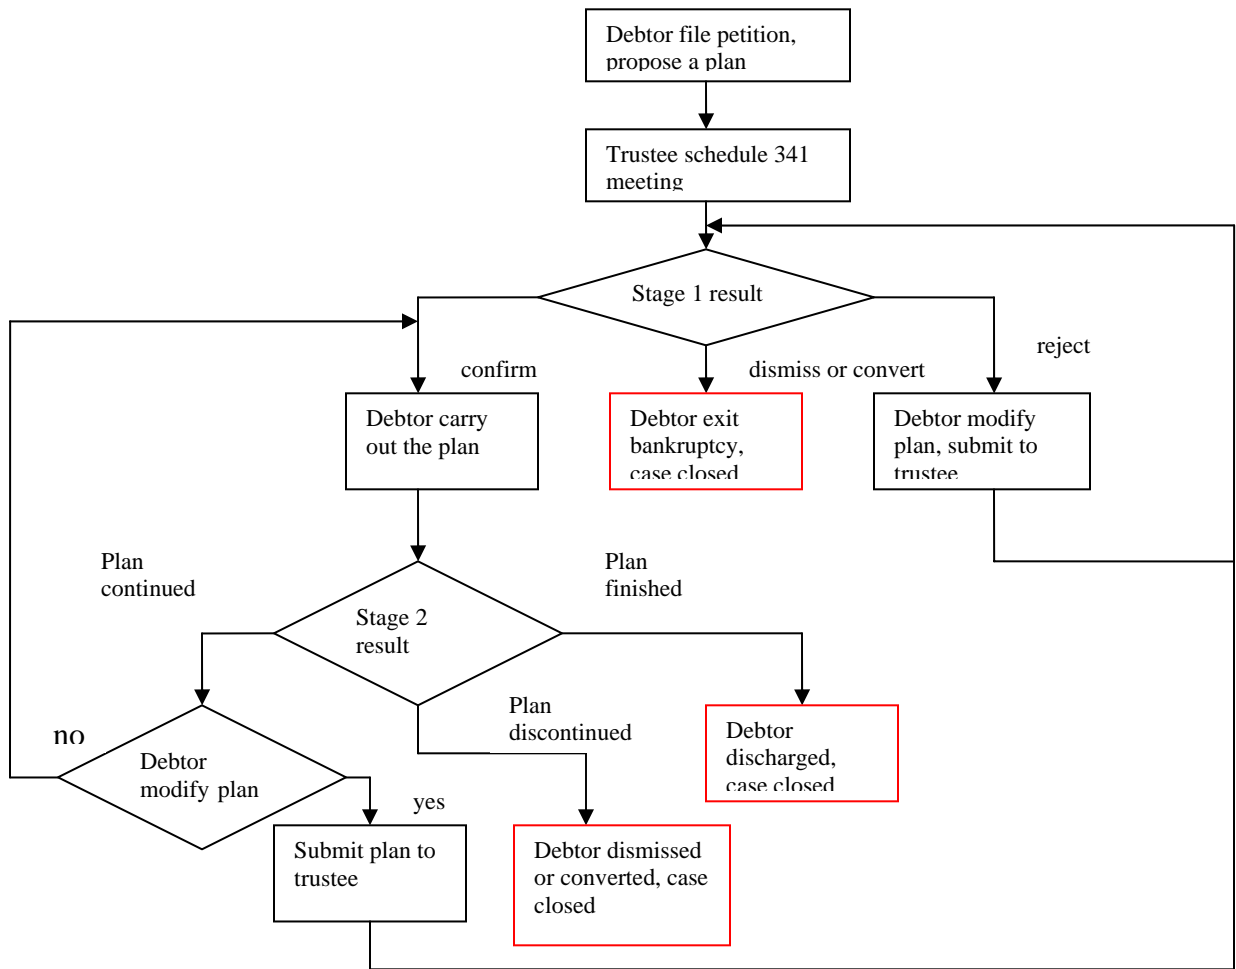 Debtor file petition,
propose a plan
Trustee schedule 341
meeting
Stage 1 result
reject
confirm
dismiss or convert
Debtor carry
out the plan
Debtor exit
bankruptcy,
case closed
Debtor modify
plan, submit to
trustee
Plan
continued
Plan
finished
Stage 2
result
Plan
discontinued
no
Debtor
modify plan
Debtor
discharged,
case closed
yes
Submit plan to
trustee
Debtor dismissed
or converted, case
closed